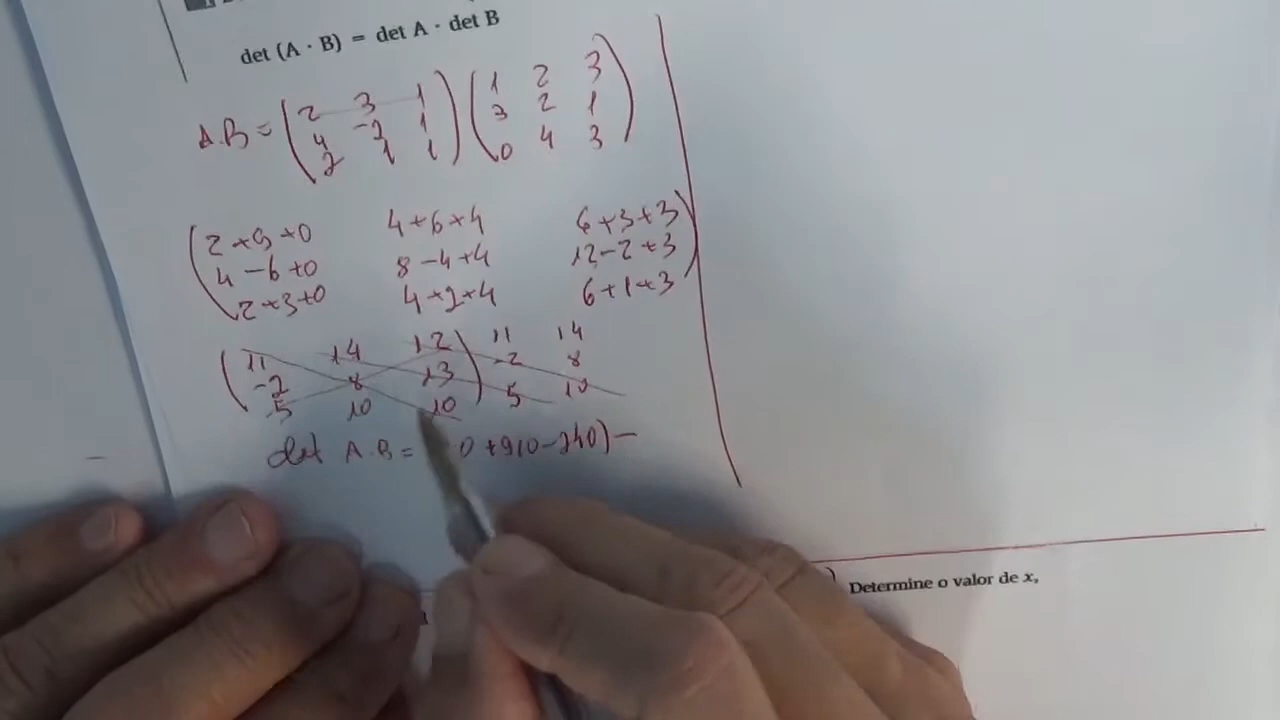 det (A · B) = det A · det B
A.B = ( 2 3 1 ) ( 1 2 3 )
4 -2 1 3 2 1
2 1 1 0 4 3
( 2+9+0 4+6+4 6+3+3 )
4-6+0 8-4+4 12-2+3
2+3+0 4+2+4 6+1+3
( 11 14 12 ) 11 14
-2 8 13 -2 8
5 10 10 5 10
det A.B = 0+910-240)-
) Determine o valor de x,